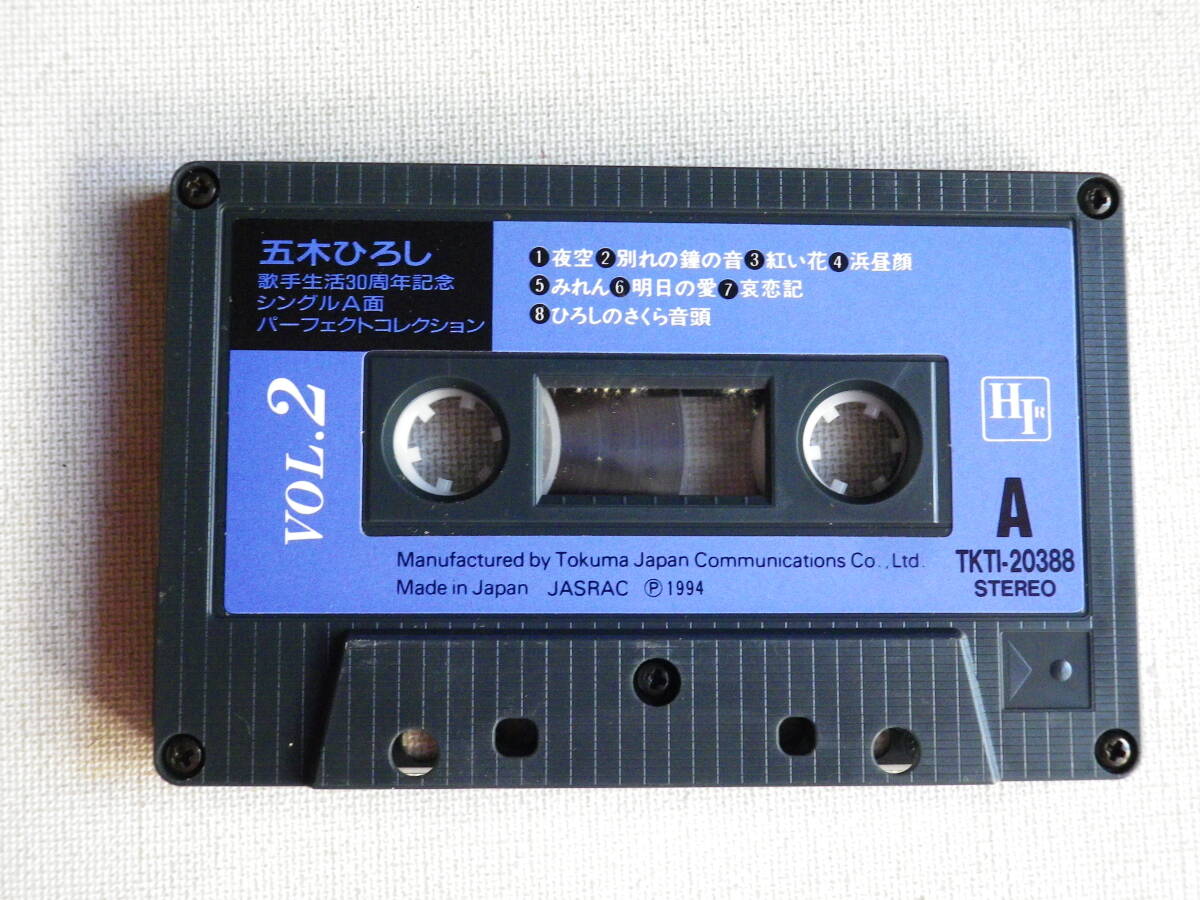 五木ひろし
歌手生活30周年記念
シングルA面
パーフェクトコレクション
❶夜空❷別れの鐘の音❸紅い花❹浜昼顔
❺みれん❻明日の愛❼哀恋記
❽ひろしのさくら音頭
VOL.2
HIR
A
TKTI-20388
STEREO
Manufactured by Tokuma Japan Communications Co.,Ltd.
Made in Japan JASRAC Ⓟ1994